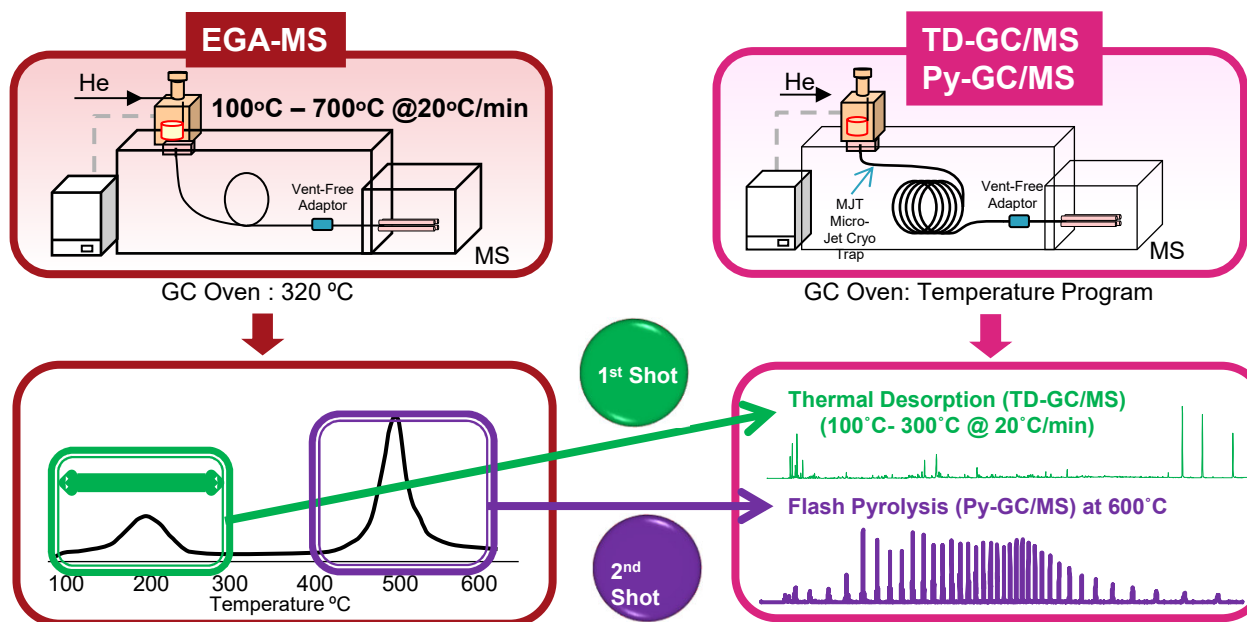 EGA-MS
He
100oC – 700oC @20oC/min
Vent-Free
Adaptor
MS
GC Oven : 320 ºC
TD-GC/MS
Py-GC/MS
He
MJT
Micro-
Jet Cryo
Trap
Vent-Free
Adaptor
MS
GC Oven: Temperature Program
1st Shot
2nd
Shot
100 200 300 400 500 600
Temperature ºC
Thermal Desorption (TD-GC/MS)
(100˚C- 300˚C @ 20˚C/min)
Flash Pyrolysis (Py-GC/MS) at 600˚C